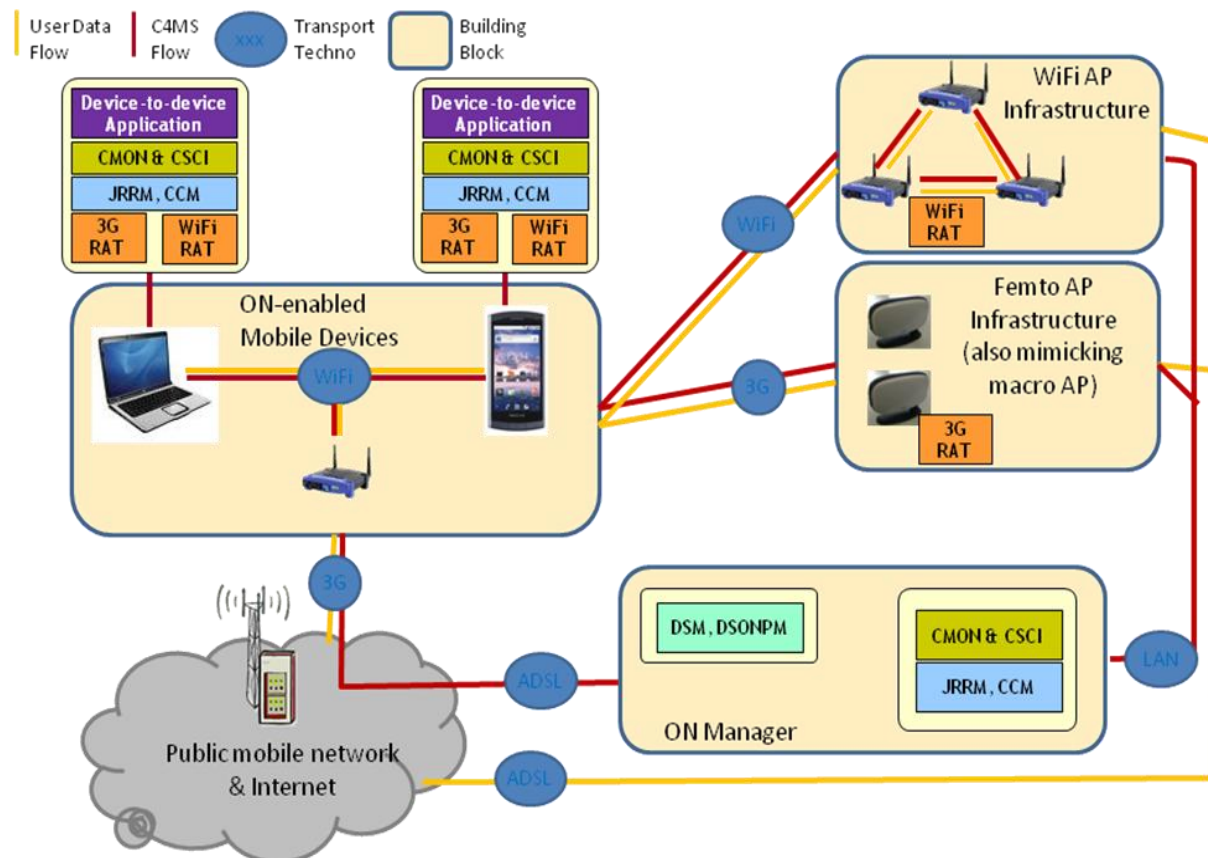 User Data
Flow
C4MS
Flow
xxx
Transport
Techno
Building
Block
Device-to-device
Application
CMON & CSCI
JRRM, CCM
3G
RAT
WiFi
RAT
Device-to-device
Application
CMON & CSCI
JRRM, CCM
3G
RAT
WiFi
RAT
WiFi AP
Infrastructure
WiFi
RAT
WiFi
ON-enabled
Mobile Devices
WiFi
Femto AP
Infrastructure
(also mimicking
macro AP)
3G
RAT
3G
3G
DSM, DSONPM
CMON & CSCI
JRRM, CCM
ON Manager
LAN
ADSL
Public mobile network
& Internet
ADSL